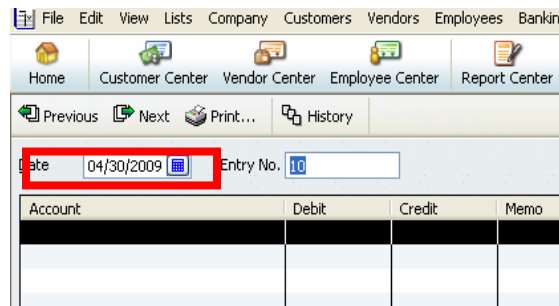 File Edit View Lists Company Customers Vendors Employees Bankin
Home Customer Center Vendor Center Employee Center Report Center
Previous Next Print... History
Date 04/30/2009 Entry No. 10
Account Debit Credit Memo